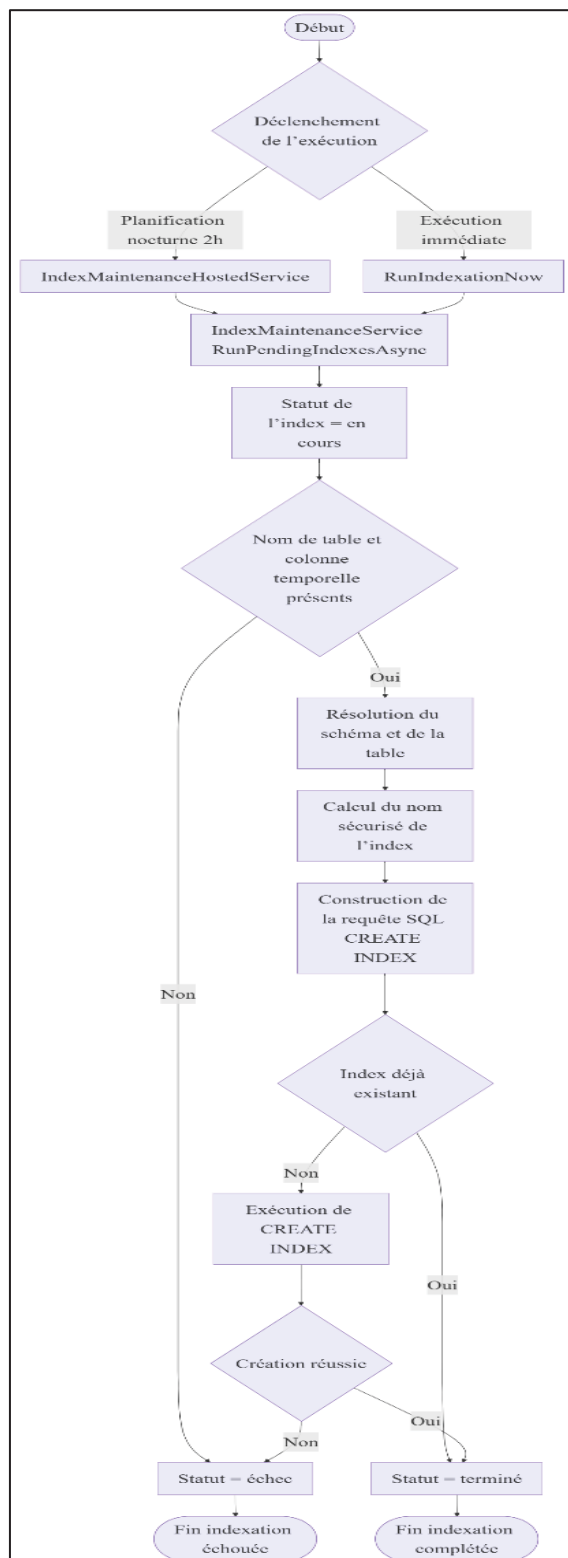 Début
Déclenchement
de l'exécution
Planification
nocturne 2h
Exécution
immédiate
IndexMaintenanceHostedService
RunIndexationNow
IndexMaintenanceService
RunPendingIndexesAsync
Statut de
l'index = en
cours
Nom de table et
colonne
temporelle
présents
Oui
Résolution du
schéma et de la
table
Calcul du nom
sécurisé de
l'index
Construction de
la requête SQL
CREATE
INDEX
Non
Index déjà
existant
Non
Exécution de
CREATE
INDEX
Oui
Création réussie
Oui
Non
Statut = échec
Statut = terminé
Fin indexation
échouée
Fin indexation
complétée